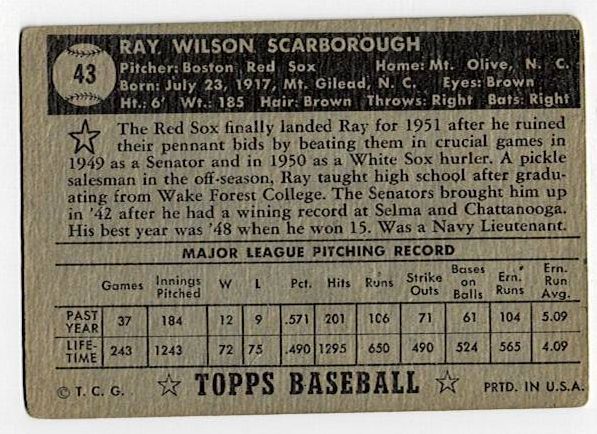 43
RAY WILSON SCARBOROUGH
Pitcher: Boston Red Sox Home: Mt. Olive, N. C.
Born: July 23, 1917, Mt. Gilead, N. C. Eyes: Brown
Ht.: 6' Wt.: 185 Hair: Brown Throws: Right Bats: Right
The Red Sox finally landed Ray for 1951 after he ruined
their pennant bids by beating them in crucial games in
1949 as a Senator and in 1950 as a White Sox hurler. A pickle
salesman in the off-season, Ray taught high school after gradu-
ating from Wake Forest College. The Senators brought him up
in '42 after he had a wining record at Selma and Chattanooga.
His best year was '48 when he won 15. Was a Navy Lieutenant.
MAJOR LEAGUE PITCHING RECORD
Games Innings Pitched W L Pct. Hits Runs Strike Outs Bases on Balls Ern. Runs Ern. Run Avg.
PAST YEAR 37 184 12 9 .571 201 106 71 61 104 5.09
LIFE-TIME 243 1243 72 75 .490 1295 650 490 524 565 4.09
© T. C. G. ☆ TOPPS BASEBALL ☆ PRTD. IN U.S.A.